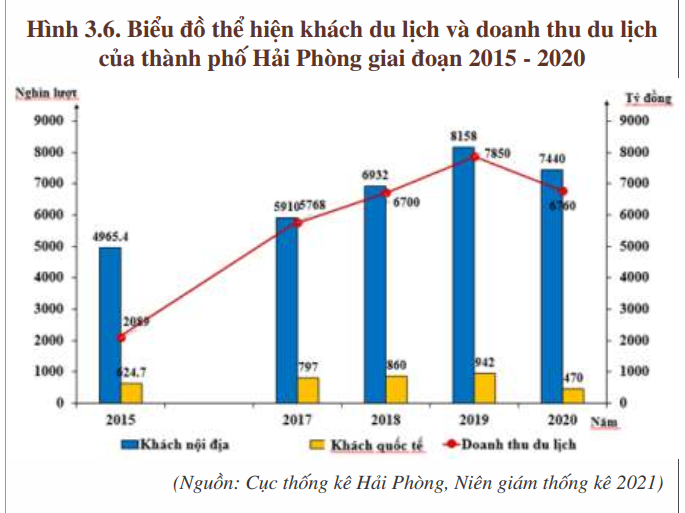 Hình 3.6. Biểu đồ thể hiện khách du lịch và doanh thu du lịch
của thành phố Hải Phòng giai đoạn 2015 - 2020
Nghìn lượt Tỷ đồng
9000 9000
8158
8000 7850 8000
7440
7000 6932 7000
6700 6760
6000 5910 5768 6000
5000 4965.4 5000
4000 4000
3000 3000
2000 2089 2000
1000 624.7 797 860 942 470 1000
0 0
2015 2017 2018 2019 2020 Năm
Khách nội địa Khách quốc tế Doanh thu du lịch
(Nguồn: Cục thống kê Hải Phòng, Niên giám thống kê 2021)